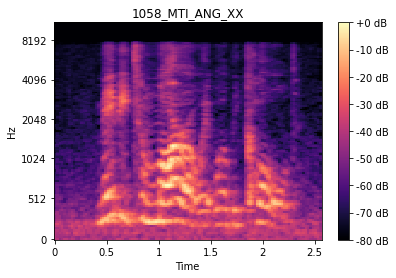 1058_MTI_ANG_XX
+0 dB
8192
-10 dB
4096
-20 dB
-30 dB
2048
Hz
-40 dB
1024
-50 dB
512
-60 dB
-70 dB
0
-80 dB
0 0.5 1 1.5 2 2.5
Time